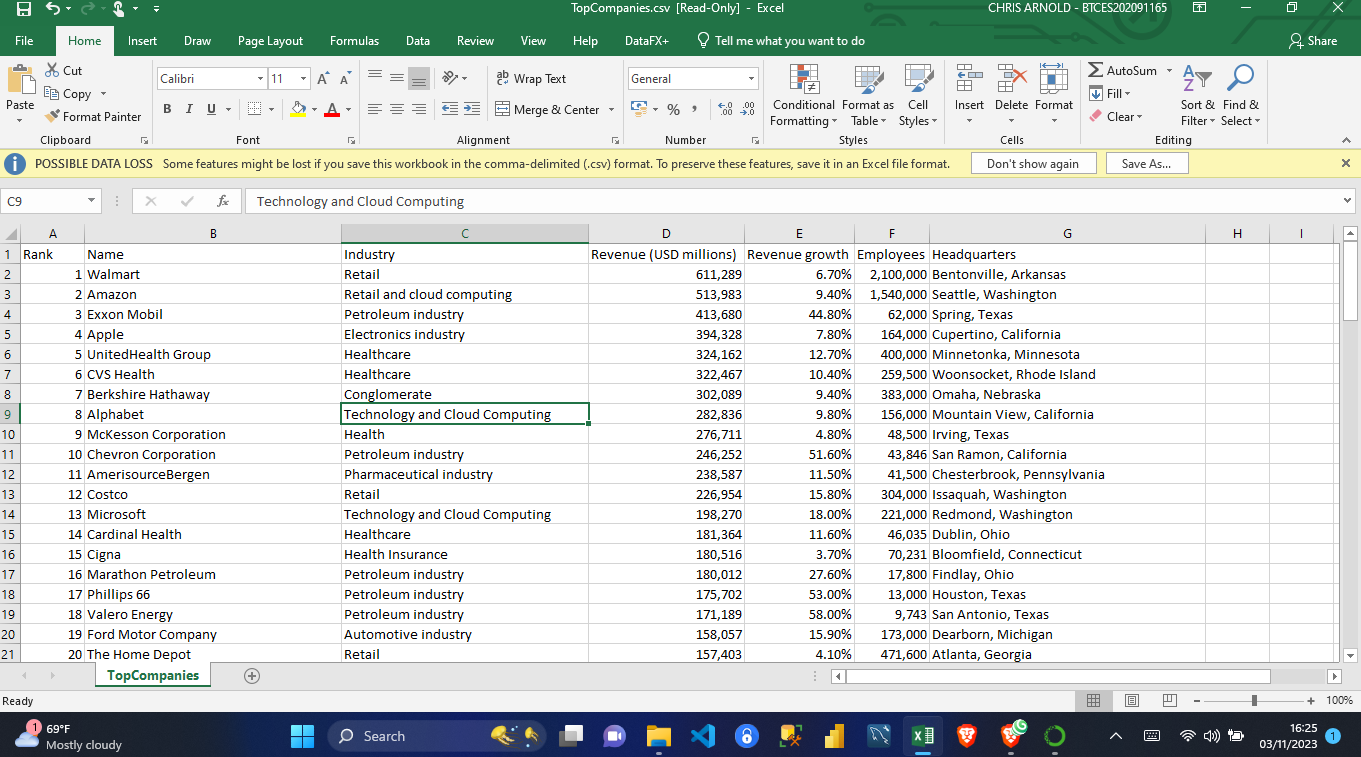 TopCompanies.csv [Read-Only] - Excel CHRIS ARNOLD - BTCES202091165
File Home Insert Draw Page Layout Formulas Data Review View Help DataFX+ Tell me what you want to do Share
Paste Cut Copy Format Painter
Calibri 11
B I U A
ab Wrap Text
Merge & Center
General
% , .00
Conditional Formatting Format as Table Cell Styles
Insert Delete Format
AutoSum Fill Clear
Sort & Filter Find & Select
Clipboard Font Alignment Number Styles Cells Editing
POSSIBLE DATA LOSS Some features might be lost if you save this workbook in the comma-delimited (.csv) format. To preserve these features, save it in an Excel file format. Don't show again Save As...
C9 fx Technology and Cloud Computing
A B C D E F G H I
1 Rank Name Industry Revenue (USD millions) Revenue growth Employees Headquarters
2 1 Walmart Retail 611,289 6.70% 2,100,000 Bentonville, Arkansas
3 2 Amazon Retail and cloud computing 513,983 9.40% 1,540,000 Seattle, Washington
4 3 Exxon Mobil Petroleum industry 413,680 44.80% 62,000 Spring, Texas
5 4 Apple Electronics industry 394,328 7.80% 164,000 Cupertino, California
6 5 UnitedHealth Group Healthcare 324,162 12.70% 400,000 Minnetonka, Minnesota
7 6 CVS Health Healthcare 322,467 10.40% 259,500 Woonsocket, Rhode Island
8 7 Berkshire Hathaway Conglomerate 302,089 9.40% 383,000 Omaha, Nebraska
9 8 Alphabet Technology and Cloud Computing 282,836 9.80% 156,000 Mountain View, California
10 9 McKesson Corporation Health 276,711 4.80% 48,500 Irving, Texas
11 10 Chevron Corporation Petroleum industry 246,252 51.60% 43,846 San Ramon, California
12 11 AmerisourceBergen Pharmaceutical industry 238,587 11.50% 41,500 Chesterbrook, Pennsylvania
13 12 Costco Retail 226,954 15.80% 304,000 Issaquah, Washington
14 13 Microsoft Technology and Cloud Computing 198,270 18.00% 221,000 Redmond, Washington
15 14 Cardinal Health Healthcare 181,364 11.60% 46,035 Dublin, Ohio
16 15 Cigna Health Insurance 180,516 3.70% 70,231 Bloomfield, Connecticut
17 16 Marathon Petroleum Petroleum industry 180,012 27.60% 17,800 Findlay, Ohio
18 17 Phillips 66 Petroleum industry 175,702 53.00% 13,000 Houston, Texas
19 18 Valero Energy Petroleum industry 171,189 58.00% 9,743 San Antonio, Texas
20 19 Ford Motor Company Automotive industry 158,057 15.90% 173,000 Dearborn, Michigan
21 20 The Home Depot Retail 157,403 4.10% 471,600 Atlanta, Georgia
TopCompanies
Ready 100%
1 69°F
Mostly cloudy
Search
16:25
03/11/2023 1